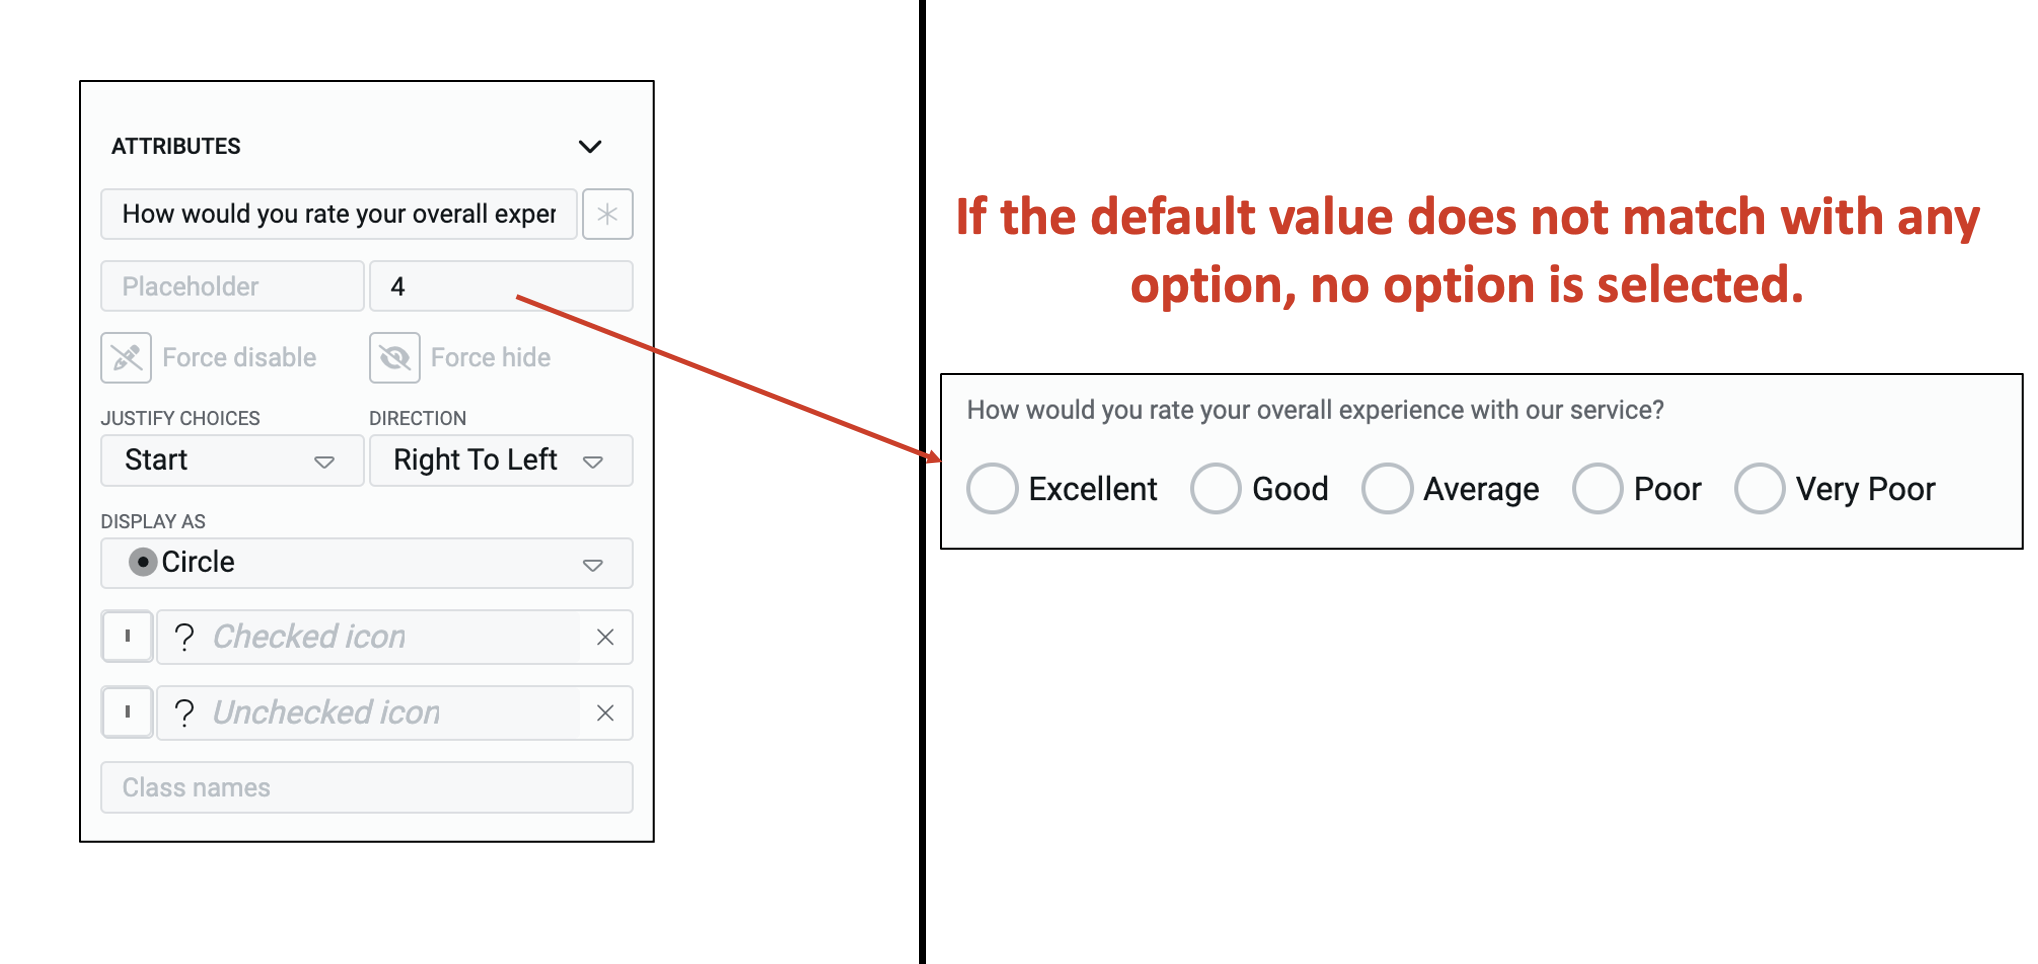 ATTRIBUTES
How would you rate your overall exper
Placeholder
4
Force disable
Force hide
JUSTIFY CHOICES
DIRECTION
Start
Right To Left
DISPLAY AS
Circle
? Checked icon
? Unchecked icon
Class names
If the default value does not match with any
option, no option is selected.
How would you rate your overall experience with our service?
Excellent Good Average Poor Very Poor